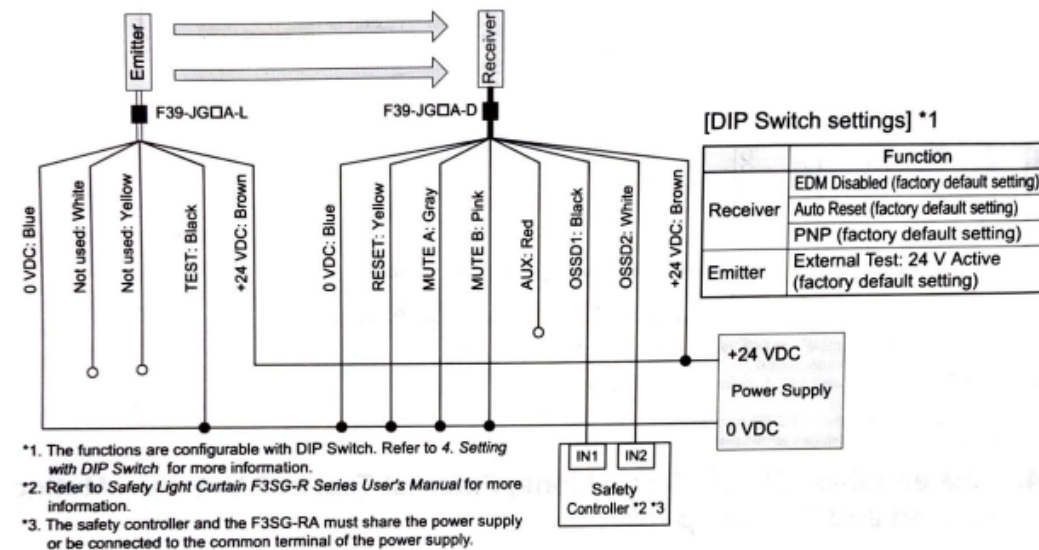 Emitter
Receiver
F39-JG□A-L
F39-JG□A-D
0 VDC: Blue
Not used: White
Not used: Yellow
TEST: Black
+24 VDC: Brown
0 VDC: Blue
RESET: Yellow
MUTE A: Gray
MUTE B: Pink
AUX: Red
OSSD1: Black
OSSD2: White
+24 VDC: Brown
[DIP Switch settings] *1
Function
Receiver
EDM Disabled (factory default setting)
Auto Reset (factory default setting)
PNP (factory default setting)
Emitter
External Test: 24 V Active
(factory default setting)
+24 VDC
Power Supply
0 VDC
IN1
IN2
Safety
Controller *2 *3
*1. The functions are configurable with DIP Switch. Refer to 4. Setting
with DIP Switch for more information.
*2. Refer to Safety Light Curtain F3SG-R Series User's Manual for more
information.
*3. The safety controller and the F3SG-RA must share the power supply
or be connected to the common terminal of the power supply.